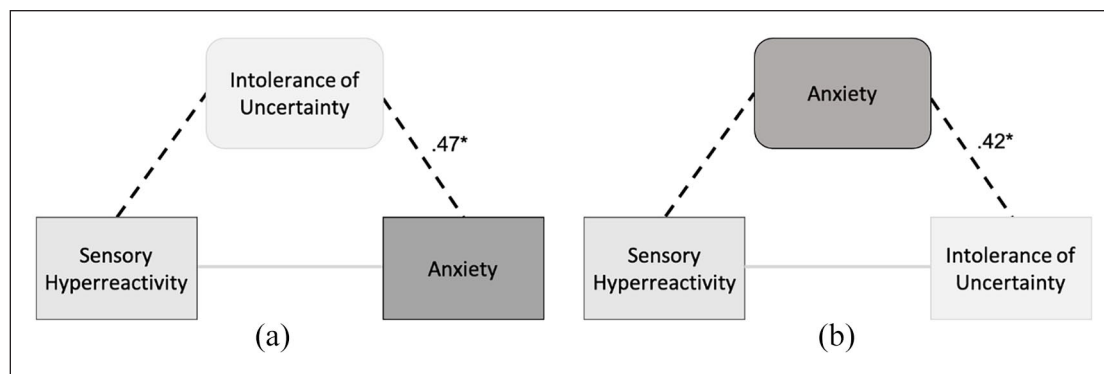 Intolerance of
Uncertainty
.47*
Sensory
Hyperreactivity
Anxiety
(a)
Anxiety
.42*
Sensory
Hyperreactivity
Intolerance of
Uncertainty
(b)